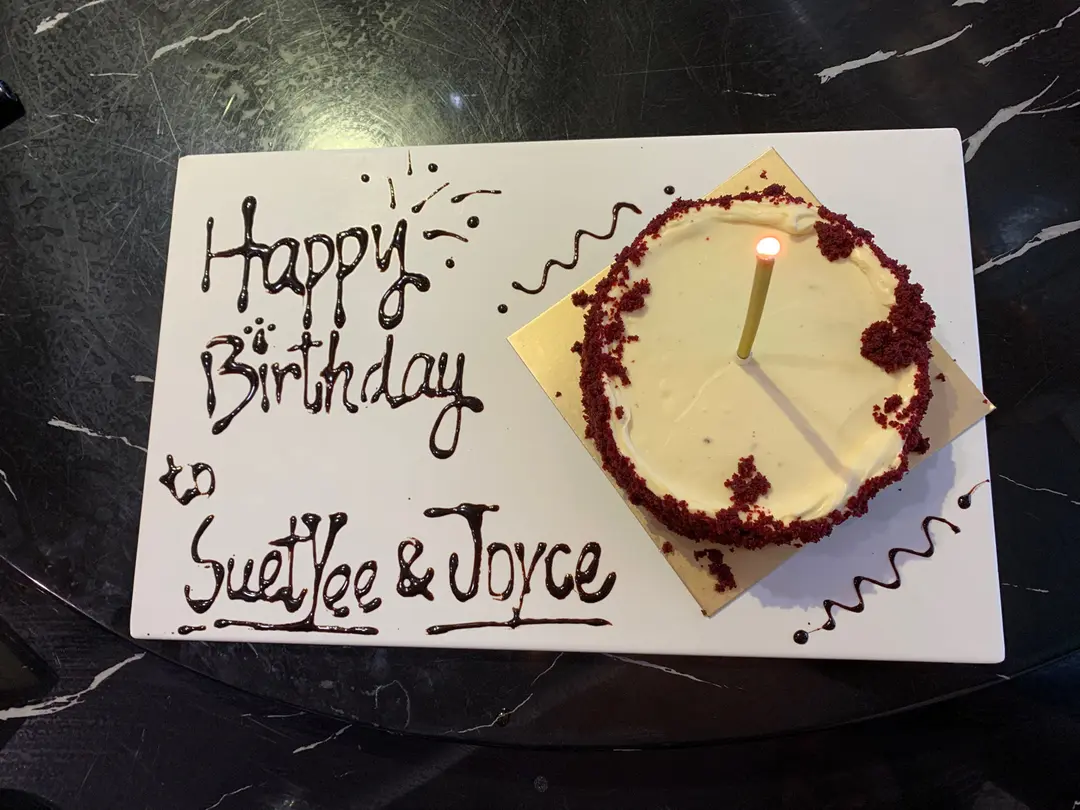 Happy
Birthday
to
SuetYee & Joyce